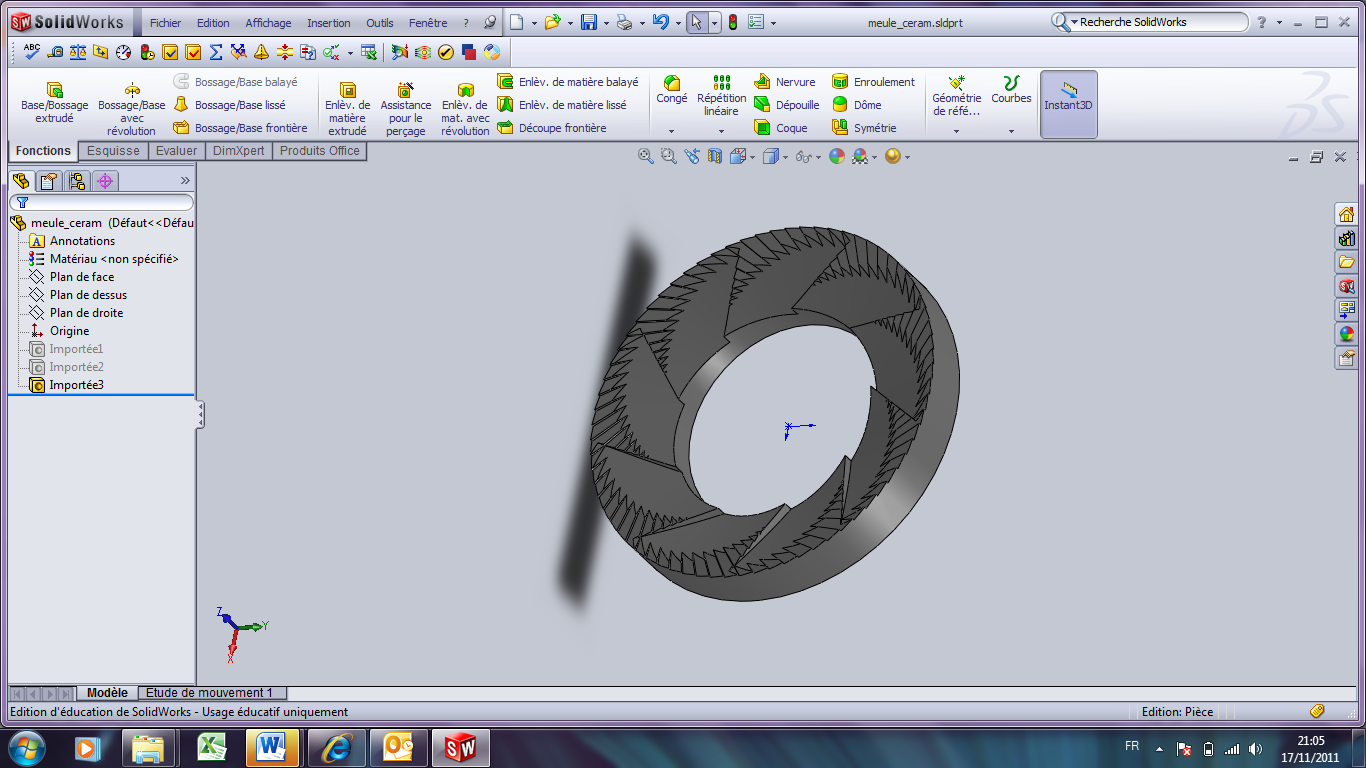 SolidWorks Fichier Edition Affichage Insertion Outils Fenêtre ? meule_ceram.sldprt Recherche SolidWorks ?
ABC
Base/Bossage extrudé
Bossage/Base avec révolution
Bossage/Base balayé
Bossage/Base lissé
Bossage/Base frontière
Enlèv. de matière extrudé
Assistance pour le perçage
Enlèv. de mat. avec révolution
Enlèv. de matière balayé
Enlèv. de matière lissé
Découpe frontière
Congé
Répétition linéaire
Nervure
Dépouille
Coque
Enroulement
Dôme
Symétrie
Géométrie de réfé...
Courbes
Instant3D
Fonctions Esquisse Evaluer DimXpert Produits Office
»
meule_ceram (Défaut<<Défau
A Annotations
Matériau <non spécifié>
Plan de face
Plan de dessus
Plan de droite
Origine
Importée1
Importée2
Importée3
Z
Y
X
Modèle Etude de mouvement 1
Edition d'éducation de SolidWorks - Usage éducatif uniquement Edition: Pièce
FR
21:05
17/11/2011